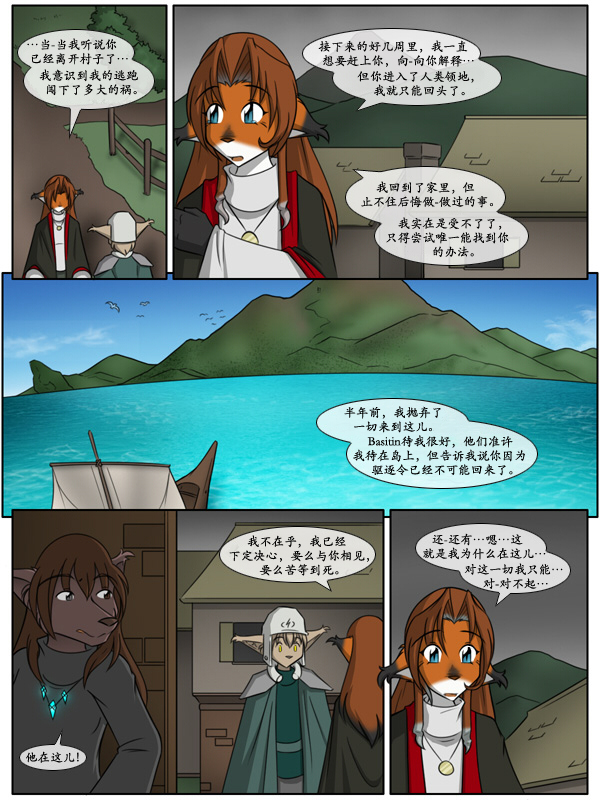 …当-当我听说你
已经离开村子了…
我意识到我的逃跑
闯下了多大的祸。
接下来的好几周里，我一直
想要赶上你，向-向你解释…
但你进入了人类领地，
我就只能回头了。
我回到了家里，但
止不住后悔做-做过的事。
我实在是受不了了，
只得尝试唯一能找到你
的办法。
半年前，我抛弃了
一切来到这儿。
Basitin待我很好，他们准许
我待在岛上，但告诉我说你因为
驱逐令已经不可能回来了。
我不在乎，我已经
下定决心，要么与你相见，
要么苦等到死。
他在这儿！
还-还有…嗯…这
就是我为什么在这儿…
对这一切我只能…
对-对不起…